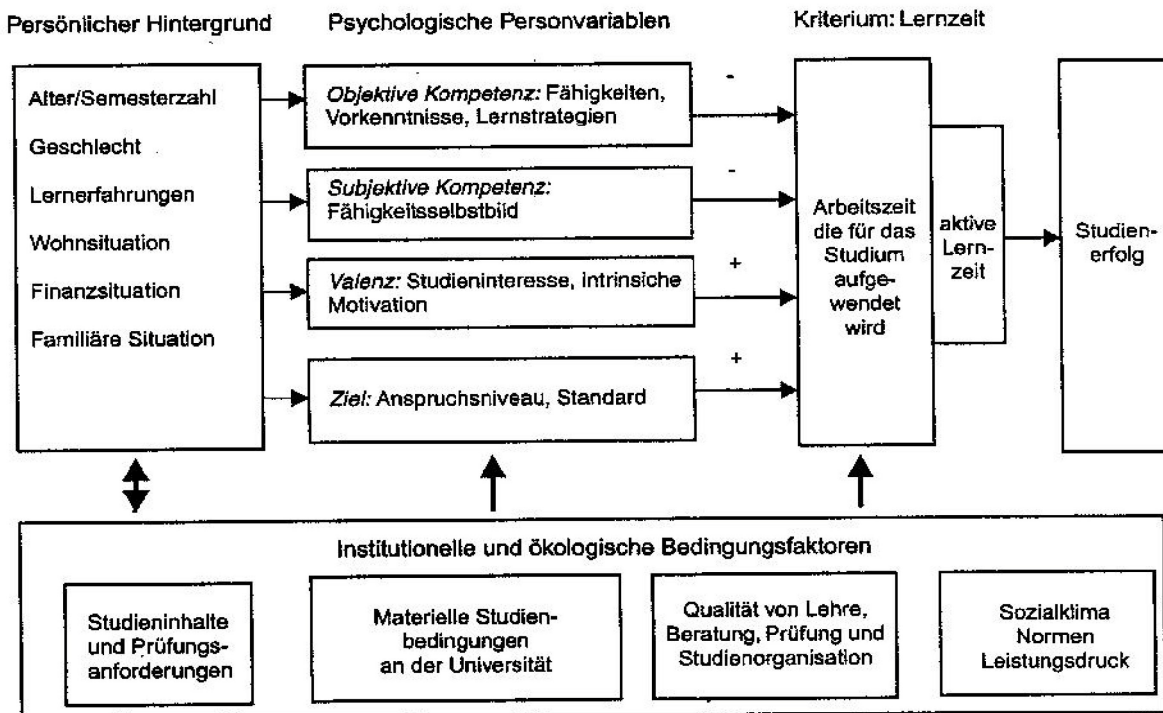 Persönlicher Hintergrund
Psychologische Personvariablen
Kriterium: Lernzeit
Alter/Semesterzahl
Geschlecht
Lernerfahrungen
Wohnsituation
Finanzsituation
Familiäre Situation
Objektive Kompetenz: Fähigkeiten,
Vorkenntnisse, Lernstrategien
Subjektive Kompetenz:
Fähigkeitsselbstbild
Valenz: Studieninteresse, intrinsiche
Motivation
Ziel: Anspruchsniveau, Standard
-
-
+
+
Arbeitszeit
die für das
Studium
aufge-
wendet
wird
aktive
Lern-
zeit
Studien-
erfolg
Institutionelle und ökologische Bedingungsfaktoren
Studieninhalte
und Prüfungs-
anforderungen
Materielle Studien-
bedingungen
an der Universität
Qualität von Lehre,
Beratung, Prüfung und
Studienorganisation
Sozialklima
Normen
Leistungsdruck